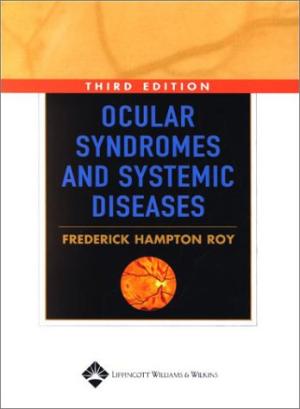 THIRD EDITION
OCULAR
SYNDROMES
AND SYSTEMIC
DISEASES
FREDERICK HAMPTON ROY
LIPPINCOTT WILLIAMS & WILKINS